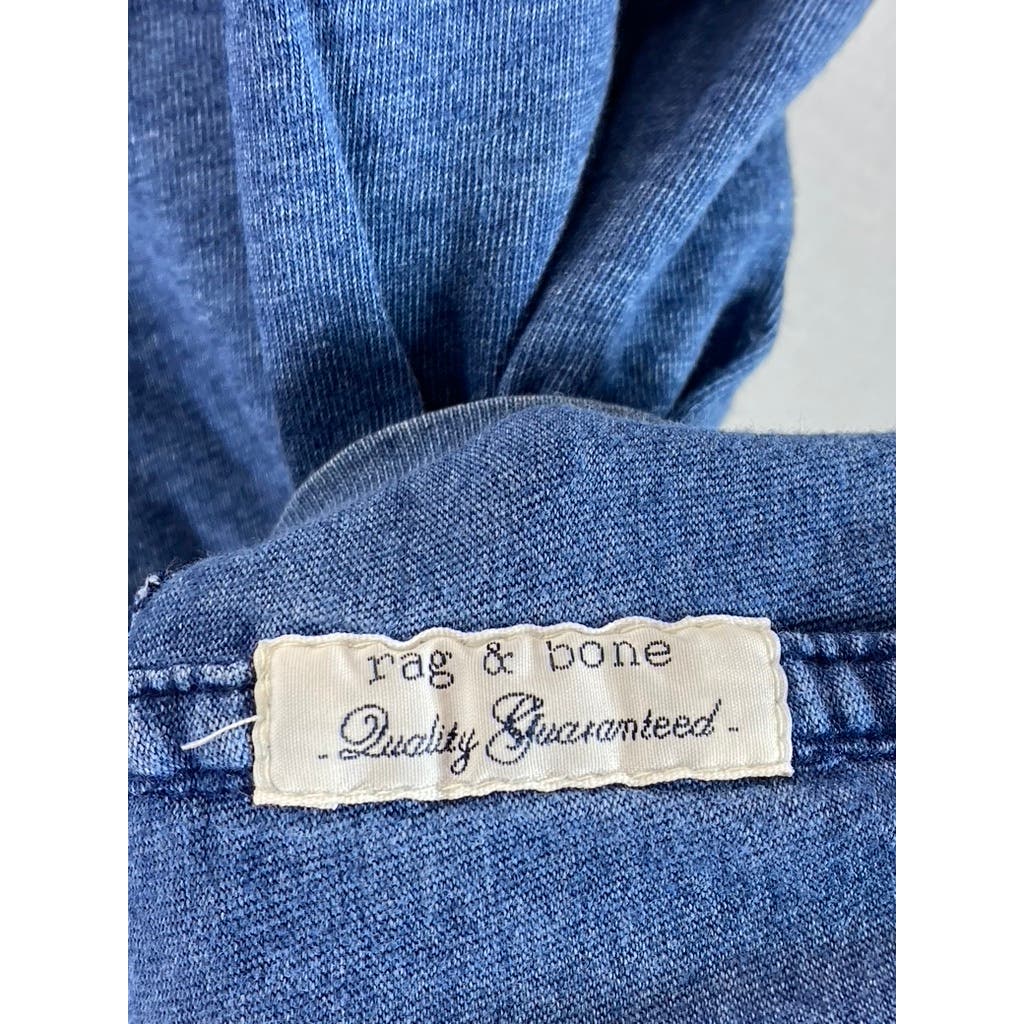 rag & bone
- Quality Guaranteed -